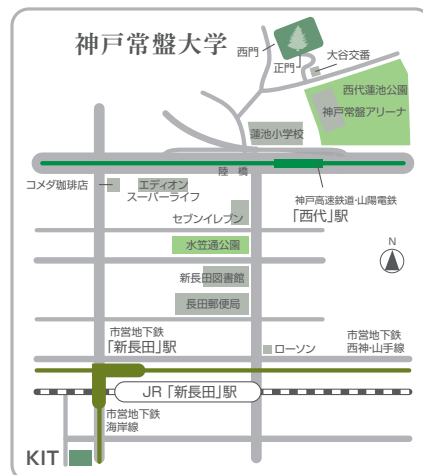 神戸常盤大学
西門
正門
大谷交番
西代蓮池公園
神戸常盤アリーナ
蓮池小学校
陸橋
コメダ珈琲店
エディオン
スーパーライフ
神戸高速鉄道・山陽電鉄
「西代」駅
セブンイレブン
水笠通公園
N
新長田図書館
長田郵便局
市営地下鉄
「新長田」駅
ローソン
市営地下鉄
西神・山手線
JR「新長田」駅
市営地下鉄
海岸線
KIT